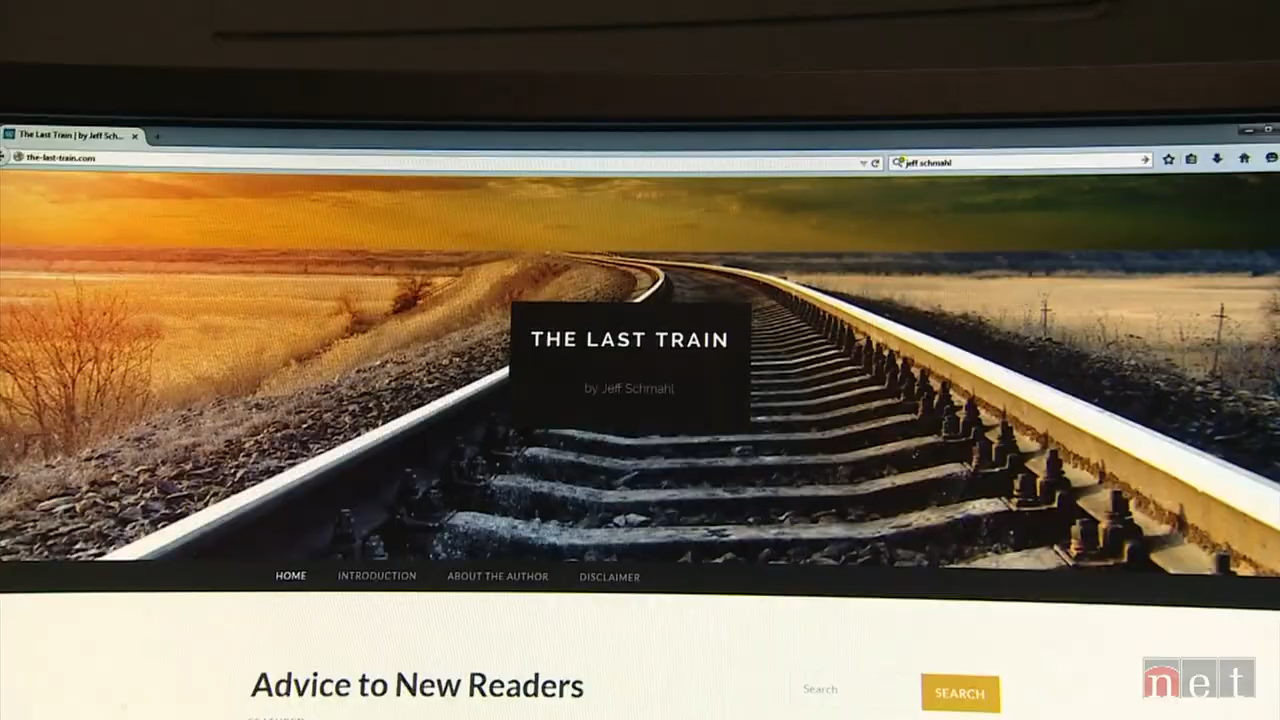 The Last Train | by Jeff Sch...
the-last-train.com
jeff schmahl
THE LAST TRAIN
by Jeff Schmahl
HOME INTRODUCTION ABOUT THE AUTHOR DISCLAIMER
Advice to New Readers
Search SEARCH
FEATURED
net